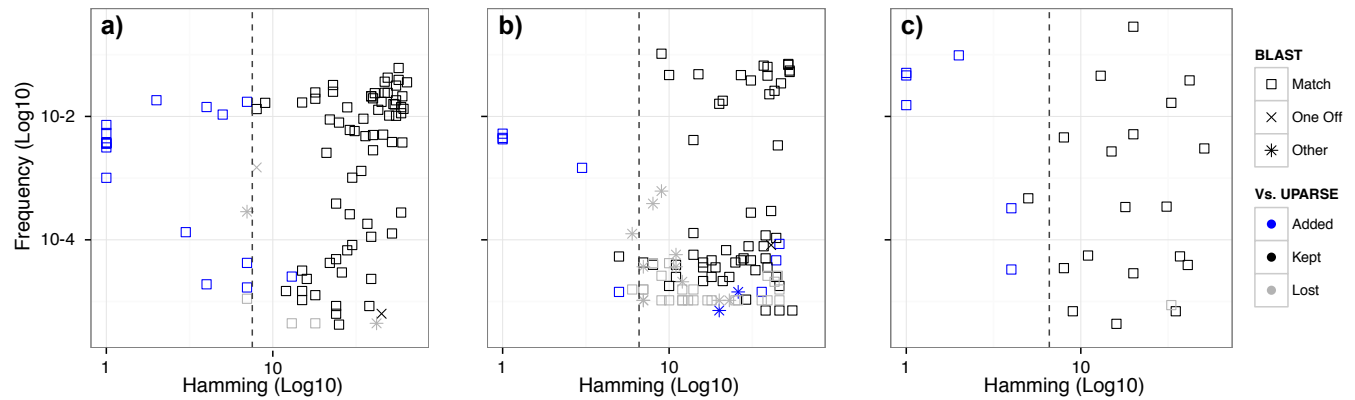 a)
b)
c)
Frequency (Log10)
10-2
10-4
1
10
Hamming (Log10)
1
10
Hamming (Log10)
1
10
Hamming (Log10)
BLAST
Match
One Off
Other
Vs. UPARSE
Added
Kept
Lost